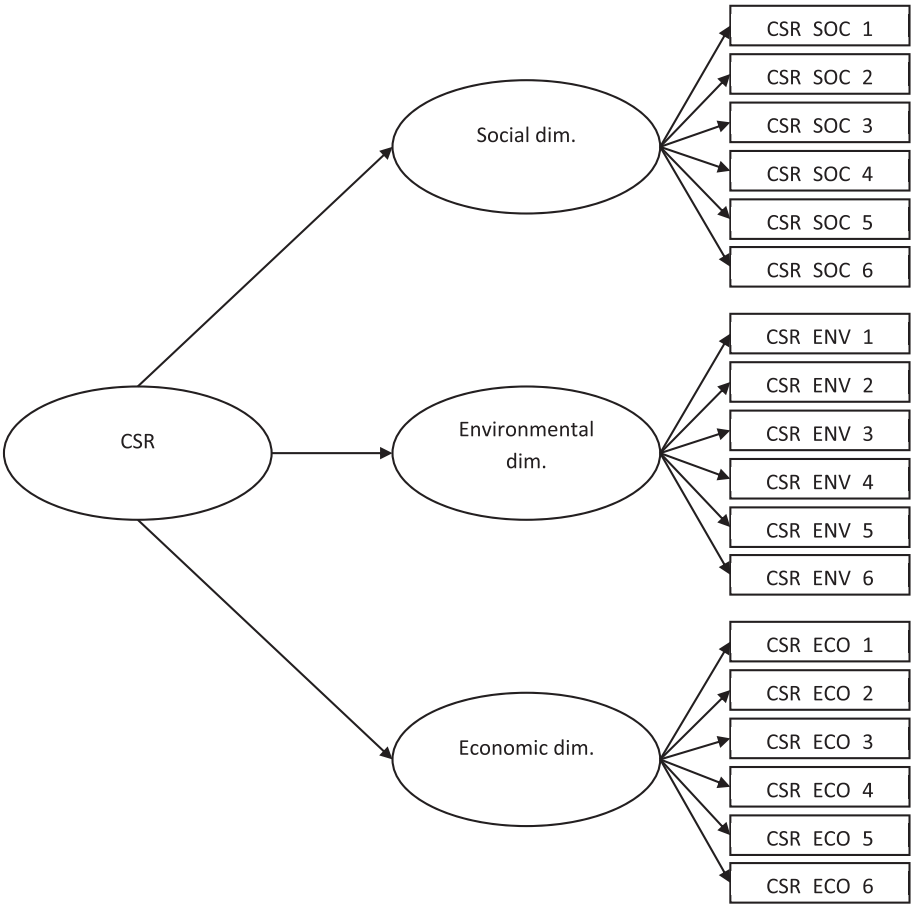 CSR SOC 1
CSR SOC 2
Social dim.
CSR SOC 3
CSR SOC 4
CSR SOC 5
CSR SOC 6
CSR ENV 1
CSR ENV 2
CSR
Environmental
dim.
CSR ENV 3
CSR ENV 4
CSR ENV 5
CSR ENV 6
CSR ECO 1
CSR ECO 2
Economic dim.
CSR ECO 3
CSR ECO 4
CSR ECO 5
CSR ECO 6